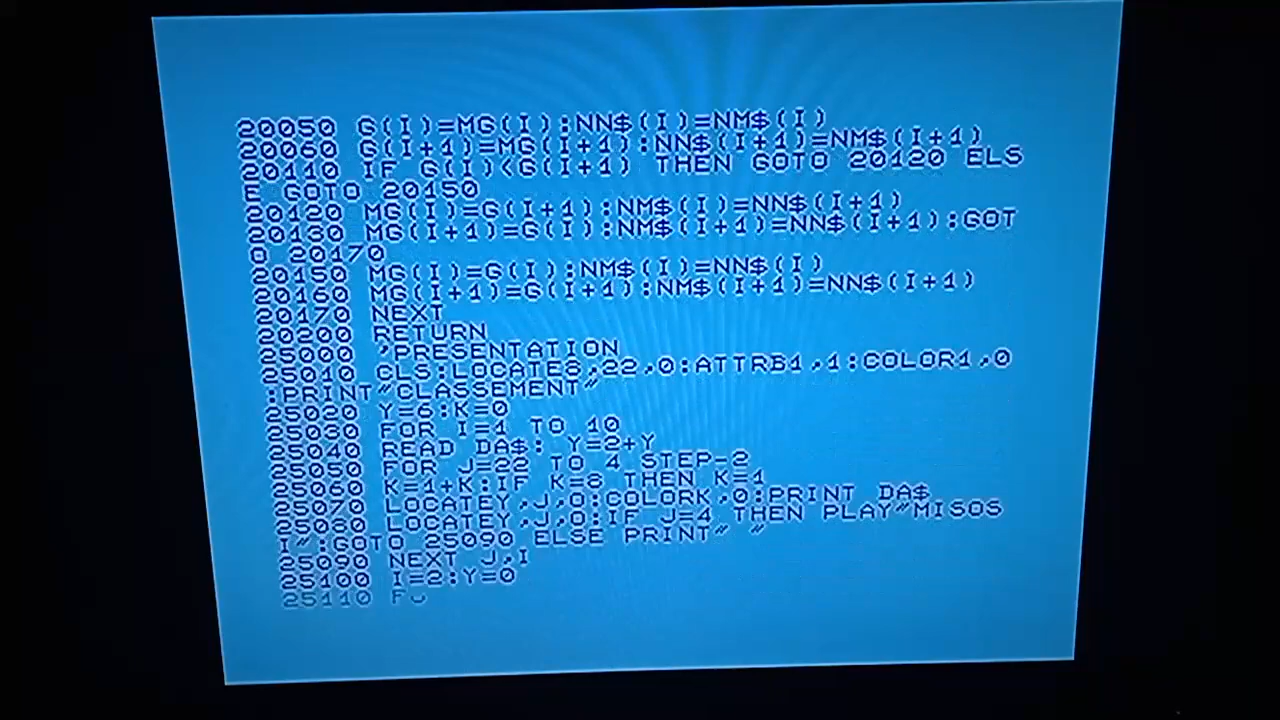 20050 G(I)=MG(I):NN$(I)=NM$(I)
20060 G(I+1)=MG(I+1):NN$(I+1)=NM$(I+1)
20110 IF G(I)<G(I+1) THEN GOTO 20120 ELS
E GOTO 20150
20120 MG(I)=G(I+1):NM$(I)=NN$(I+1)
20130 MG(I+1)=G(I):NM$(I+1)=NN$(I+1):GOT
O 20170
20150 MG(I)=G(I):NM$(I)=NN$(I)
20160 MG(I+1)=G(I+1):NM$(I+1)=NN$(I+1)
20170 NEXT
20200 RETURN
25000 'PRESENTATION
25010 CLS:LOCATE8,22,0:ATTRB1,1:COLOR1,0
:PRINT"CLASSEMENT"
25020 Y=6:K=0
25030 FOR I=1 TO 10
25040 READ DA$: Y=2+Y
25050 FOR J=22 TO 4 STEP-2
25060 K=1+K:IF K=8 THEN K=1
25070 LOCATEY,J,0:COLORK,0:PRINT DA$
25080 LOCATEY,J,0:IF J=4 THEN PLAY"MISOS
I":GOTO 25090 ELSE PRINT" "
25090 NEXT J,I
25100 I=2:Y=0
25110 F